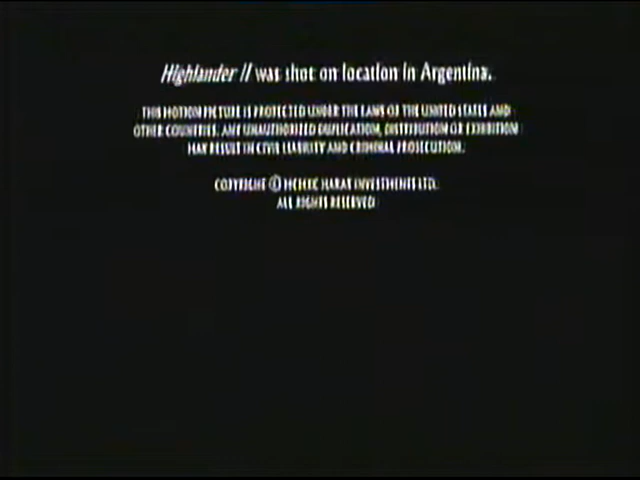 Highlander II was shot on location in Argentina.
THIS MOTION PICTURE IS PROTECTED UNDER THE LAWS OF THE UNITED STATES AND
OTHER COUNTRIES. ANY UNAUTHORIZED DUPLICATION, DISTRIBUTION OR EXHIBITION
MAY RESULT IN CIVIL LIABILITY AND CRIMINAL PROSECUTION.
COPYRIGHT © INVESTMENTS LTD.
ALL RIGHTS RESERVED